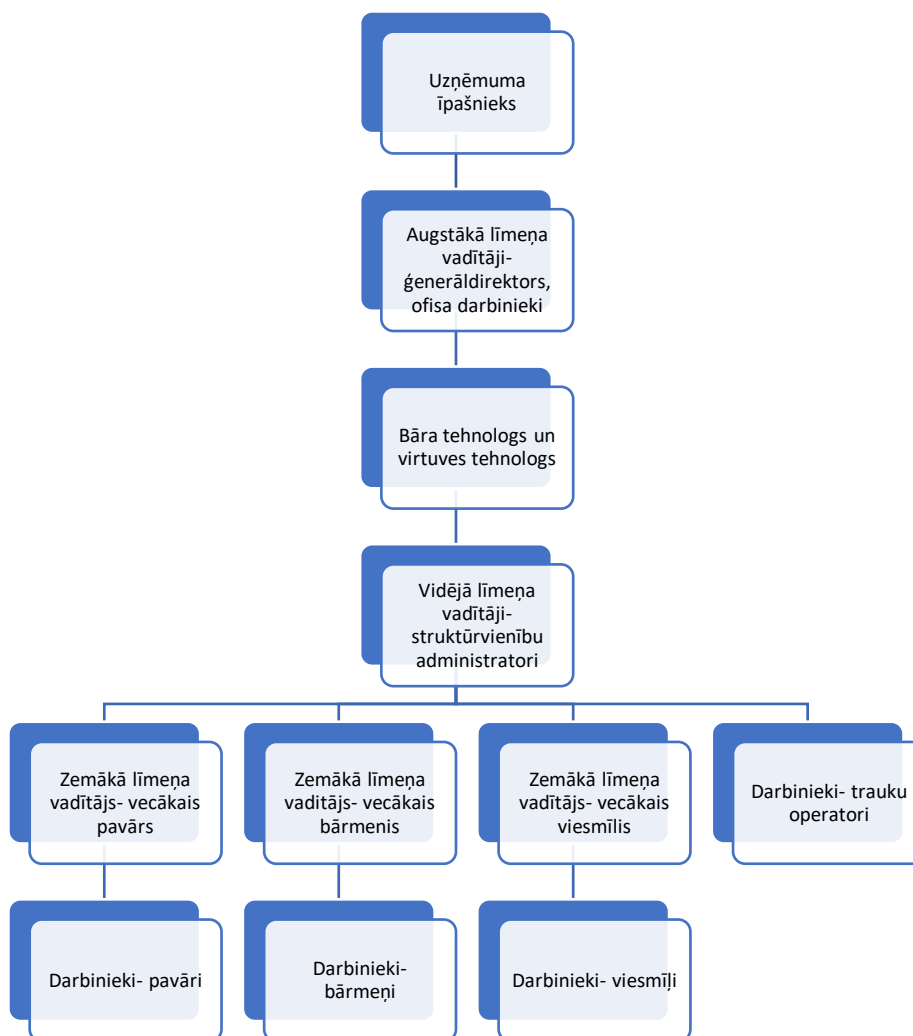 Uzņēmuma
īpašnieks
Augstākā līmeņa
vadītāji-
ģenerāldirektors,
ofisa darbinieki
Bāra tehnologs un
virtuves tehnologs
Vidējā līmeņa
vadītāji-
struktūrvienību
administratori
Zemākā līmeņa
vadītājs- vecākais
pavārs
Zemākā līmeņa
vadītājs- vecākais
bārmenis
Zemākā līmeņa
vadītājs- vecākais
viesmīlis
Darbinieki- trauku
operatori
Darbinieki- pavāri
Darbinieki-
bārmeņi
Darbinieki- viesmīļi